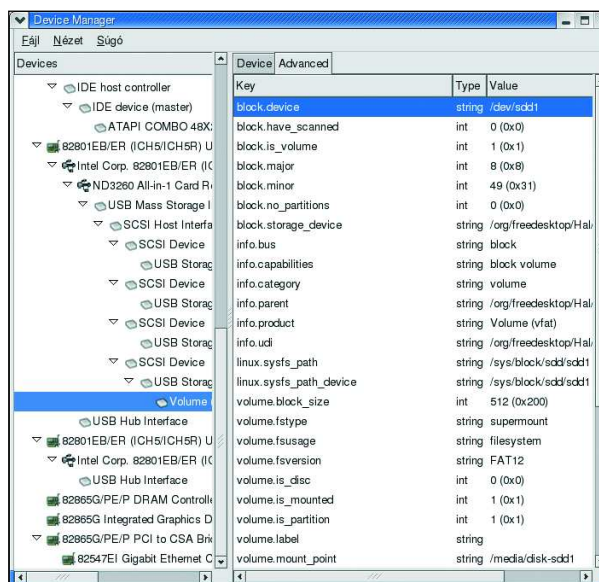 Device Manager
Fájl Nézet Súgó
Devices
IDE host controller
IDE device (master)
ATAPI COMBO 48X
82801EB/ER (ICH5/ICH5R) U
Intel Corp. 82801EB/ER (IC
ND3260 All-in-1 Card R
USB Mass Storage I
SCSI Host Interfa
SCSI Device
USB Storag
SCSI Device
USB Storag
SCSI Device
USB Storag
SCSI Device
USB Storag
Volume
USB Hub Interface
82801EB/ER (ICH5/ICH5R) U
Intel Corp. 82801EB/ER (IC
USB Hub Interface
82865G/PE/P DRAM Controlle
82865G Integrated Graphics D
82865G/PE/P PCI to CSA Bri
82547EI Gigabit Ethernet C
Device Advanced
Key Type Value
block.device string /dev/sdd1
block.have_scanned int 0 (0x0)
block.is_volume int 1 (0x1)
block.major int 8 (0x8)
block.minor int 49 (0x31)
block.no_partitions int 0 (0x0)
block.storage_device string /org/freedesktop/Hal/
info.bus string block
info.capabilities string block volume
info.category string volume
info.parent string /org/freedesktop/Hal/
info.product string Volume (vfat)
info.udi string /org/freedesktop/Hal/
linux.sysfs_path string /sys/block/sdd/sdd1
linux.sysfs_path_device string /sys/block/sdd/sdd1
volume.block_size int 512 (0x200)
volume.fstype string supermount
volume.fsusage string filesystem
volume.fsversion string FAT12
volume.is_disc int 0 (0x0)
volume.is_mounted int 1 (0x1)
volume.is_partition int 1 (0x1)
volume.label string
volume.mount_point string /media/disk-sdd1